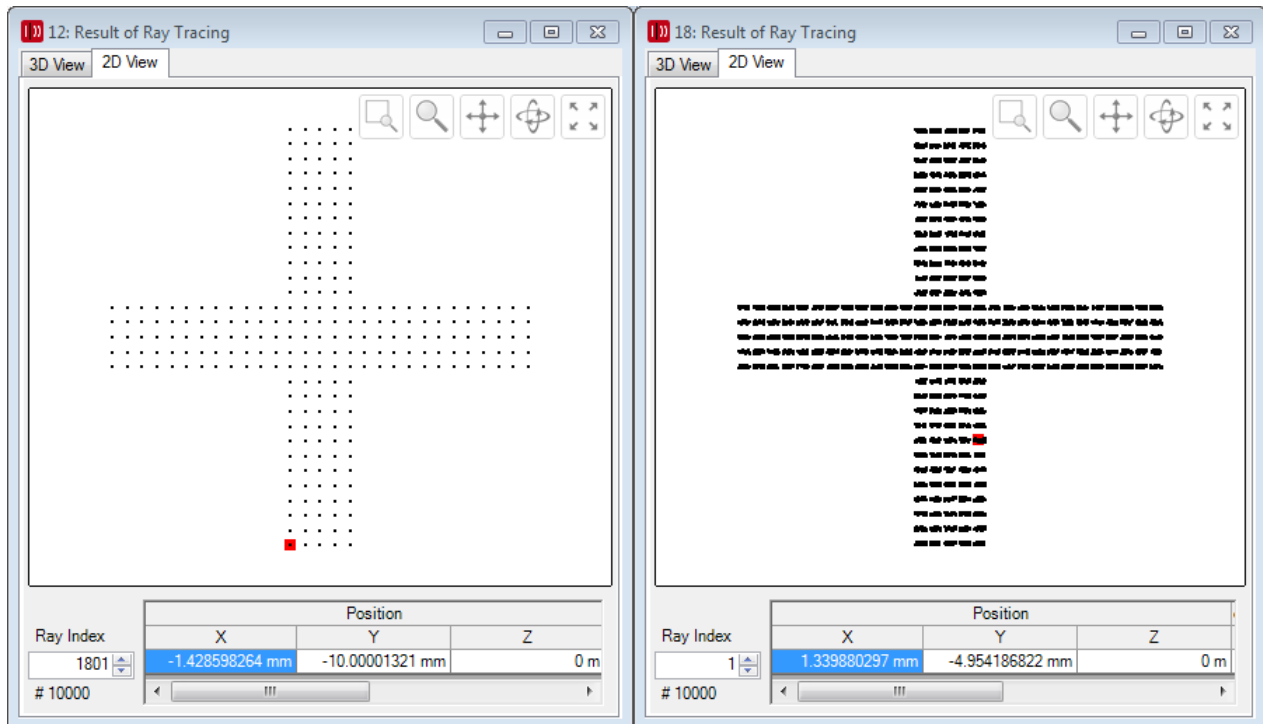 12: Result of Ray Tracing
3D View 2D View
Position
Ray Index X Y Z
1801 -1.428598264 mm -10.00001321 mm 0 m
# 10000
18: Result of Ray Tracing
3D View 2D View
Position
Ray Index X Y Z
1 1.339880297 mm -4.954186822 mm 0 m
# 10000